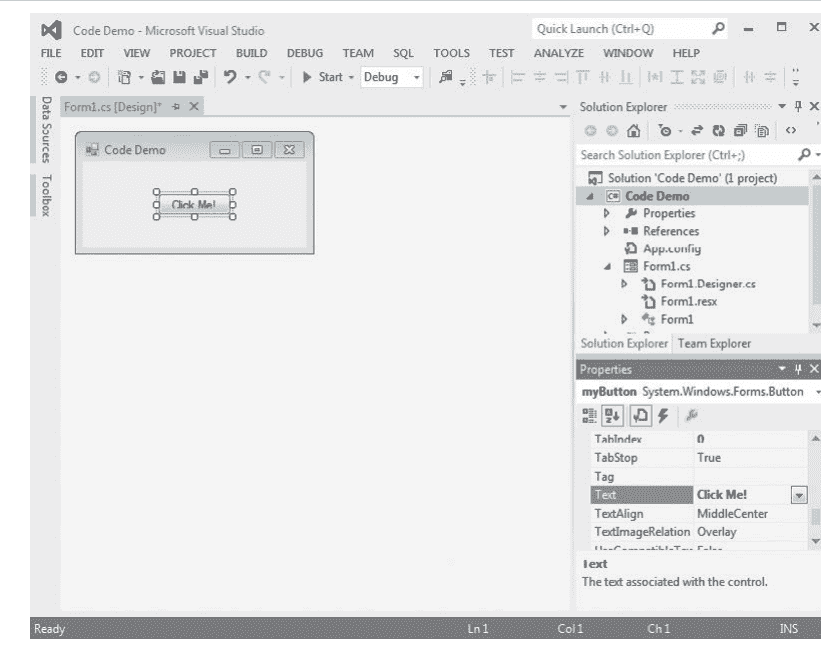 Code Demo - Microsoft Visual Studio
Quick Launch (Ctrl+Q)
FILE EDIT VIEW PROJECT BUILD DEBUG TEAM SQL TOOLS TEST ANALYZE WINDOW HELP
Start Debug
Data Sources
Toolbox
Form1.cs [Design]*
Code Demo
Click Me!
Solution Explorer
Search Solution Explorer (Ctrl+;)
Solution 'Code Demo' (1 project)
Code Demo
Properties
References
App.config
Form1.cs
Form1.Designer.cs
Form1.resx
Form1
Solution Explorer Team Explorer
Properties
myButton System.Windows.Forms.Button
TabIndex 0
TabStop True
Tag
Text Click Me!
TextAlign MiddleCenter
TextImageRelation Overlay
False
Text
The text associated with the control.
Ready Ln 1 Col 1 Ch 1 INS